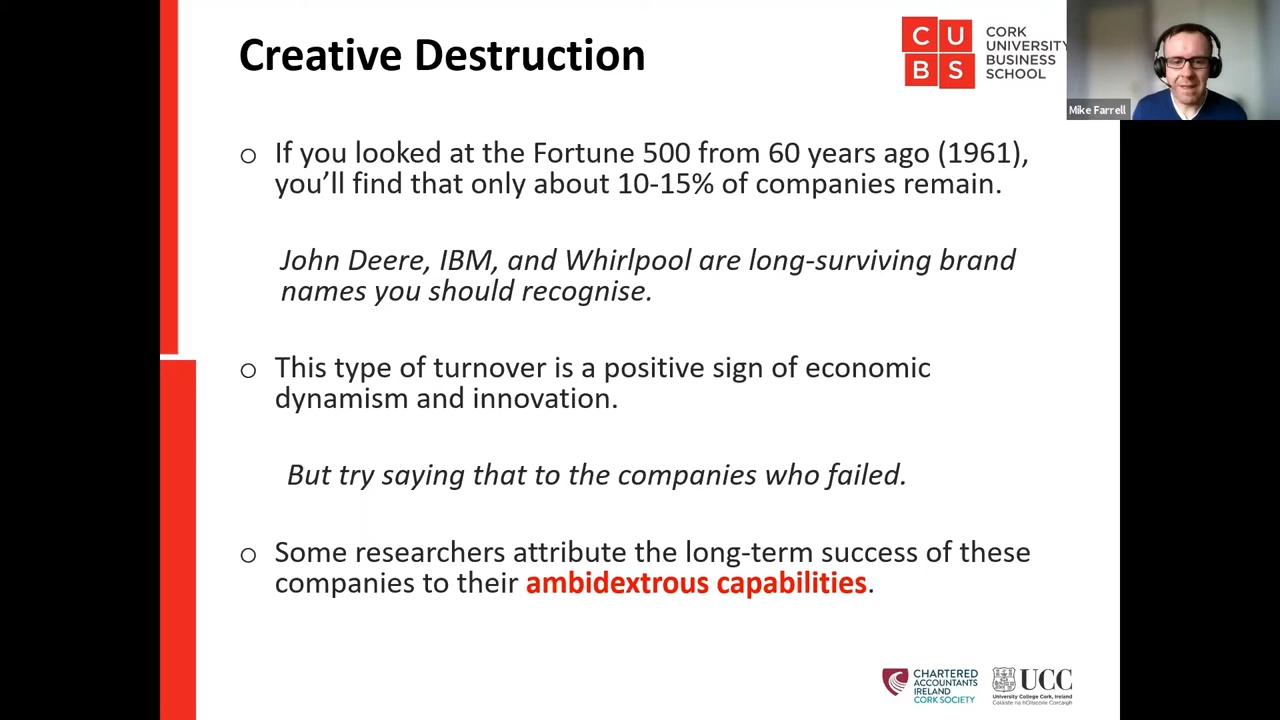 Creative Destruction
C U
B S
CORK
UNIVERSITY
BUSINESS
SCHOOL
Mike Farrell
o If you looked at the Fortune 500 from 60 years ago (1961),
you’ll find that only about 10-15% of companies remain.
John Deere, IBM, and Whirlpool are long-surviving brand
names you should recognise.
o This type of turnover is a positive sign of economic
dynamism and innovation.
But try saying that to the companies who failed.
o Some researchers attribute the long-term success of these
companies to their ambidextrous capabilities.
CHARTERED
ACCOUNTANTS
IRELAND
CORK SOCIETY
UCC
University College Cork, Ireland
Coláiste na hOllscoile Corcaigh